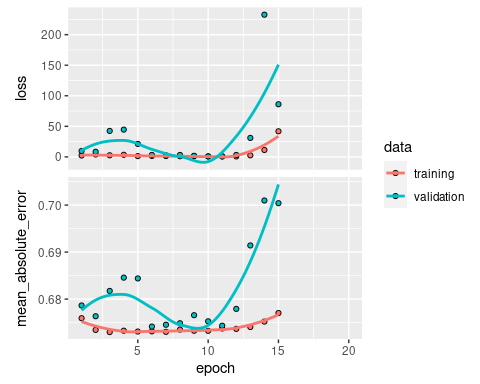 loss
200
150
100
50
0
mean_absolute_error
0.70
0.69
0.68
5
10
15
20
epoch
data
training
validation